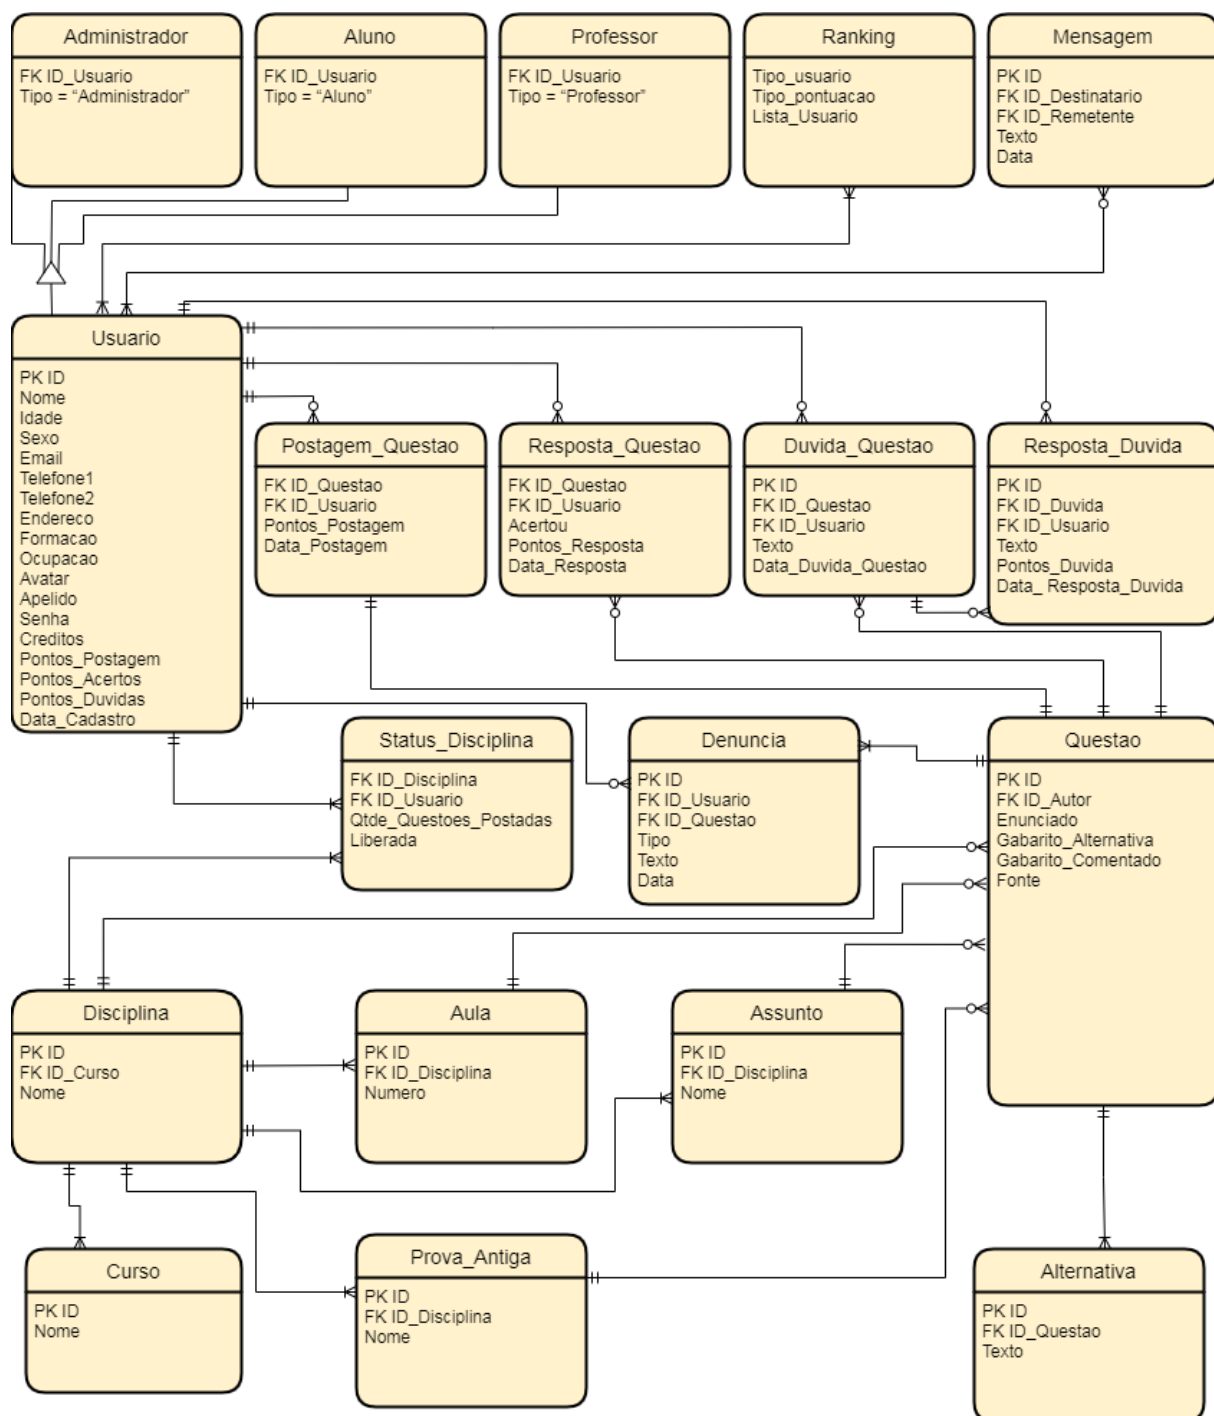 Administrador
FK ID_Usuario
Tipo = “Administrador”
Aluno
FK ID_Usuario
Tipo = “Aluno”
Professor
FK ID_Usuario
Tipo = “Professor”
Ranking
Tipo_usuario
Tipo_pontuacao
Lista_Usuario
Mensagem
PK ID
FK ID_Destinatario
FK ID_Remetente
Texto
Data
Usuario
PK ID
Nome
Idade
Sexo
Email
Telefone1
Telefone2
Endereco
Formacao
Ocupacao
Avatar
Apelido
Senha
Creditos
Pontos_Postagem
Pontos_Acertos
Pontos_Duvidas
Data_Cadastro
Postagem_Questao
FK ID_Questao
FK ID_Usuario
Pontos_Postagem
Data_Postagem
Resposta_Questao
FK ID_Questao
FK ID_Usuario
Acertou
Pontos_Resposta
Data_Resposta
Duvida_Questao
PK ID
FK ID_Questao
FK ID_Usuario
Texto
Data_Duvida_Questao
Resposta_Duvida
PK ID
FK ID_Duvida
FK ID_Usuario
Texto
Pontos_Duvida
Data_ Resposta_Duvida
Status_Disciplina
FK ID_Disciplina
FK ID_Usuario
Qtde_Questoes_Postadas
Liberada
Denuncia
PK ID
FK ID_Usuario
FK ID_Questao
Tipo
Texto
Data
Questao
PK ID
FK ID_Autor
Enunciado
Gabarito_Alternativa
Gabarito_Comentado
Fonte
Disciplina
PK ID
FK ID_Curso
Nome
Aula
PK ID
FK ID_Disciplina
Numero
Assunto
PK ID
FK ID_Disciplina
Nome
Curso
PK ID
Nome
Prova_Antiga
PK ID
FK ID_Disciplina
Nome
Alternativa
PK ID
FK ID_Questao
Texto